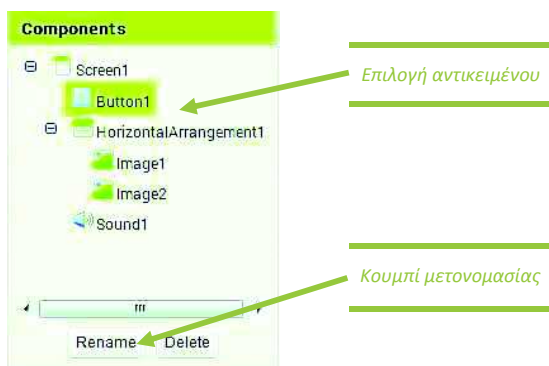 Components
Screen1
Button1
HorizontalArrangement1
Image1
Image2
Sound1
Rename Delete
Επιλογή αντικειμένου
Κουμπί μετονομασίας